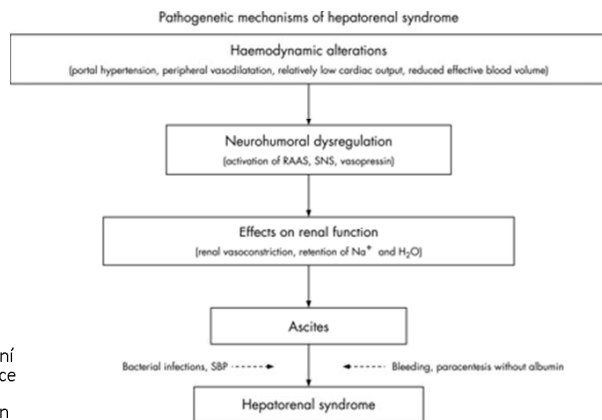 Pathogenetic mechanisms of hepatorenal syndrome
Haemodynamic alterations
(portal hypertension, peripheral vasodilatation, relatively low cardiac output, reduced effective blood volume)
Neurohumoral dysregulation
(activation of RAAS, SNS, vasopressin)
Effects on renal function
(renal vasoconstriction, retention of Na⁺ and H₂O)
Ascites
ní
ce
Bacterial infections, SBP
Bleeding, paracentesis without albumin
n
Hepatorenal syndrome